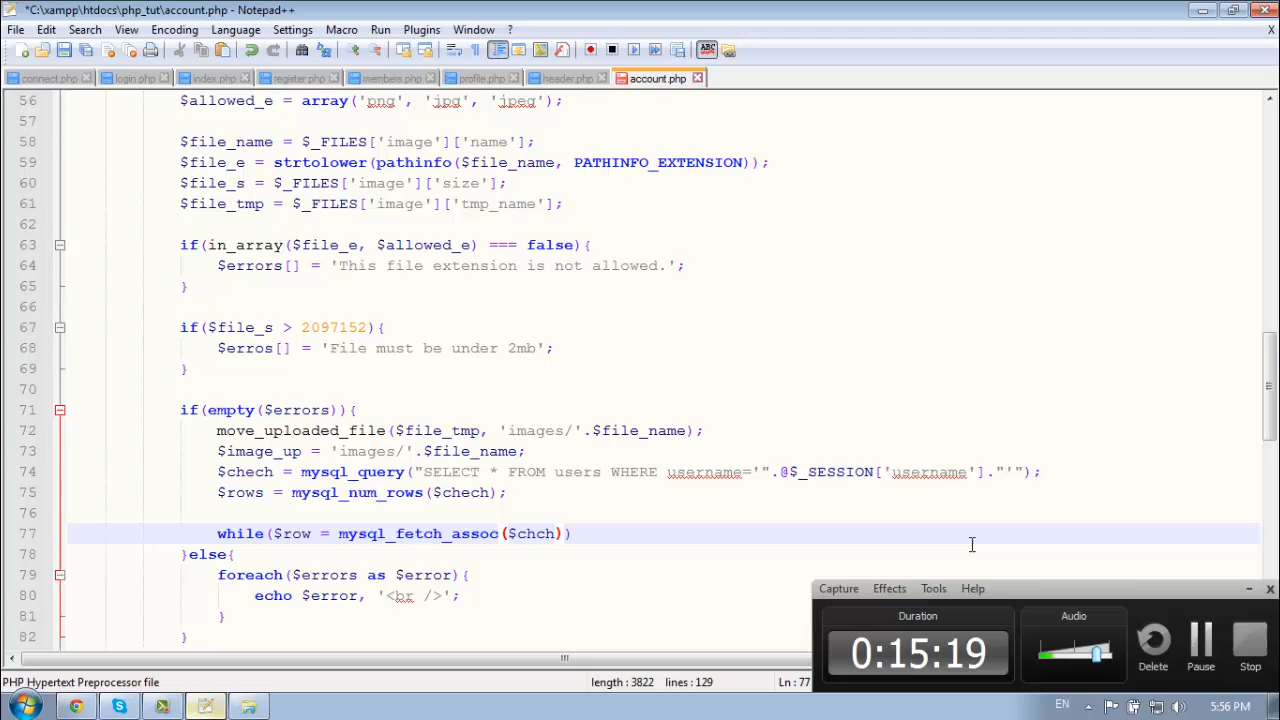 *C:\xampp\htdocs\php_tut\account.php - Notepad++
File Edit Search View Encoding Language Settings Macro Run Plugins Window ? X
connect.php login.php index.php register.php members.php profile.php header.php account.php
56 $allowed_e = array('png', 'jpg', 'jpeg');
57
58 $file_name = $_FILES['image']['name'];
59 $file_e = strtolower(pathinfo($file_name, PATHINFO_EXTENSION));
60 $file_s = $_FILES['image']['size'];
61 $file_tmp = $_FILES['image']['tmp_name'];
62
63 if(in_array($file_e, $allowed_e) === false){
64 $errors[] = 'This file extension is not allowed.';
65 }
66
67 if($file_s > 2097152){
68 $erros[] = 'File must be under 2mb';
69 }
70
71 if(empty($errors)){
72 move_uploaded_file($file_tmp, 'images/'.$file_name);
73 $image_up = 'images/'.$file_name;
74 $chech = mysql_query("SELECT * FROM users WHERE username='".@$_SESSION['username']."'");
75 $rows = mysql_num_rows($chech);
76
77 while($row = mysql_fetch_assoc($chch))
78 }else{
79 foreach($errors as $error){
80 echo $error, '<br />';
81 }
82 }
Capture Effects Tools Help
Duration Audio
0:15:19
Delete Pause Stop
PHP Hypertext Preprocessor file length : 3822 lines : 129 Ln : 77
EN 5:56 PM